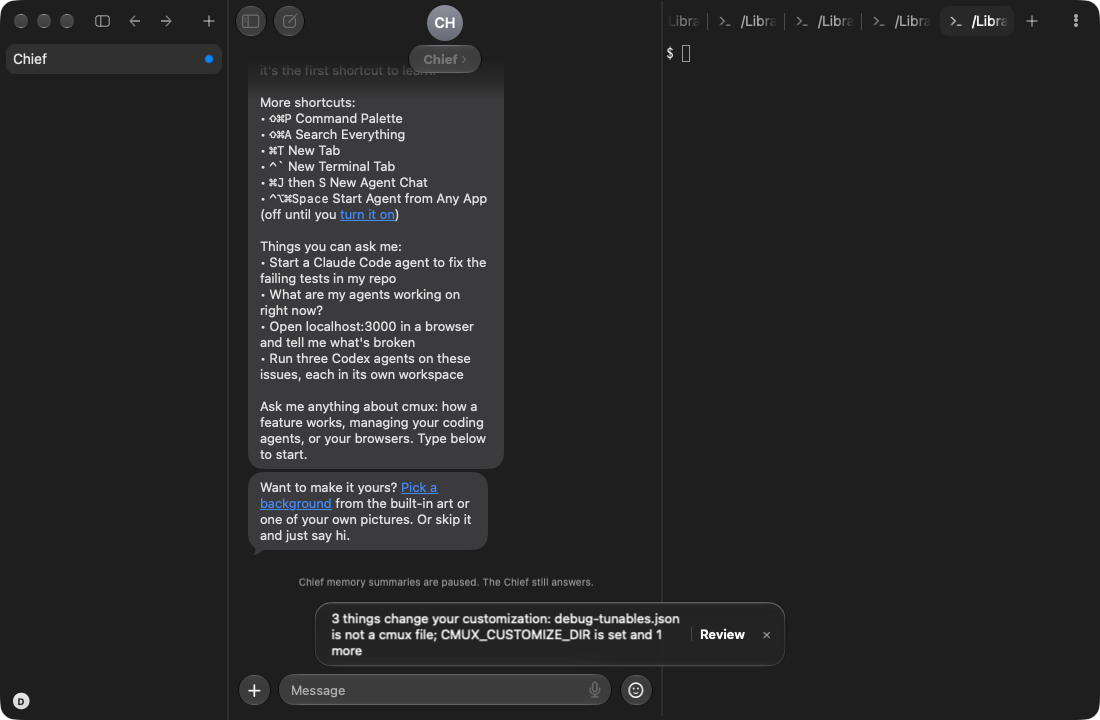 CH
Chief ›
Chief
it's the first shortcut to learn.
More shortcuts:
• ⇧⌘P Command Palette
• ⇧⌘A Search Everything
• ⌘T New Tab
• ^` New Terminal Tab
• ⌘J then S New Agent Chat
• ^⌥⌘Space Start Agent from Any App
(off until you turn it on)
Things you can ask me:
• Start a Claude Code agent to fix the
failing tests in my repo
• What are my agents working on
right now?
• Open localhost:3000 in a browser
and tell me what's broken
• Run three Codex agents on these
issues, each in its own workspace
Ask me anything about cmux: how a
feature works, managing your coding
agents, or your browsers. Type below
to start.
Want to make it yours? Pick a
background from the built-in art or
one of your own pictures. Or skip it
and just say hi.
Chief memory summaries are paused. The Chief still answers.
3 things change your customization: debug-tunables.json
is not a cmux file; CMUX_CUSTOMIZE_DIR is set and 1
more
Review ×
Message
D
Libra >_ /Libra >_ /Libra >_ /Libra >_ /Libra
$